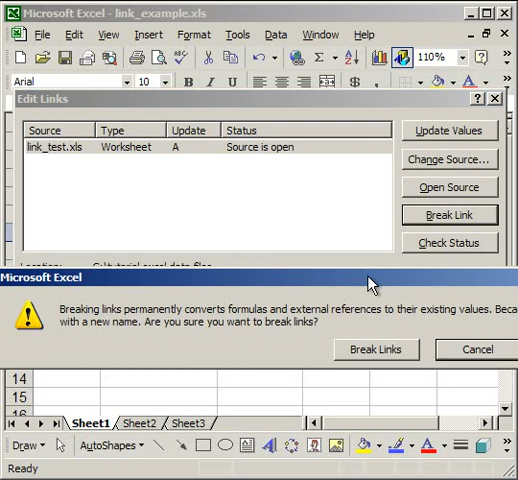 Microsoft Excel - link_example.xls
File Edit View Insert Format Tools Data Window Help
110%
Arial 10 B I U $
Edit Links
Source Type Update Status
link_test.xls Worksheet A Source is open
Update Values
Change Source...
Open Source
Break Link
Check Status
Microsoft Excel
Breaking links permanently converts formulas and external references to their existing values. Beca
with a new name. Are you sure you want to break links?
Break Links Cancel
14
15
16
Sheet1 Sheet2 Sheet3
Draw AutoShapes A A
Ready